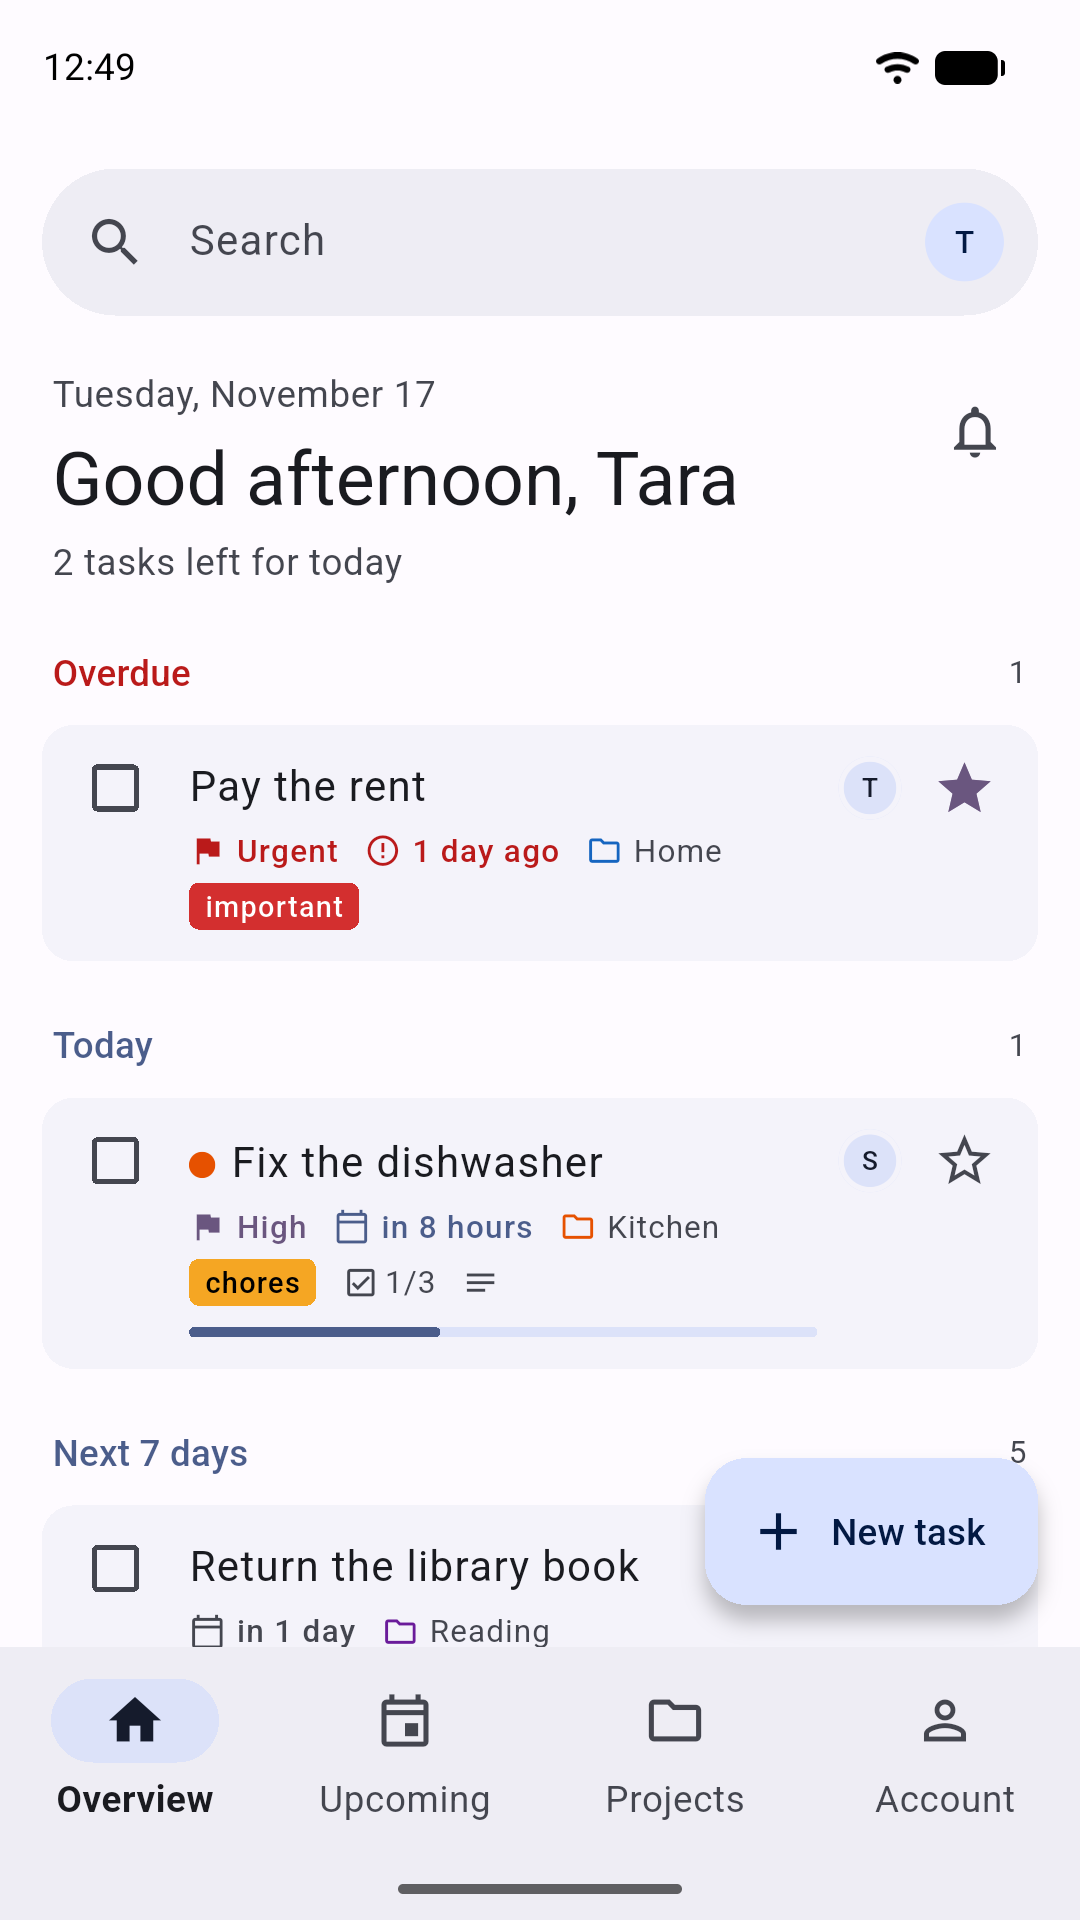 12:49
Search
T
Tuesday, November 17
Good afternoon, Tara
2 tasks left for today
Overdue 1
Pay the rent T
Urgent 1 day ago Home
important
Today 1
Fix the dishwasher S
High in 8 hours Kitchen
chores 1/3
Next 7 days 5
New task
Return the library book
in 1 day Reading
Overview Upcoming Projects Account